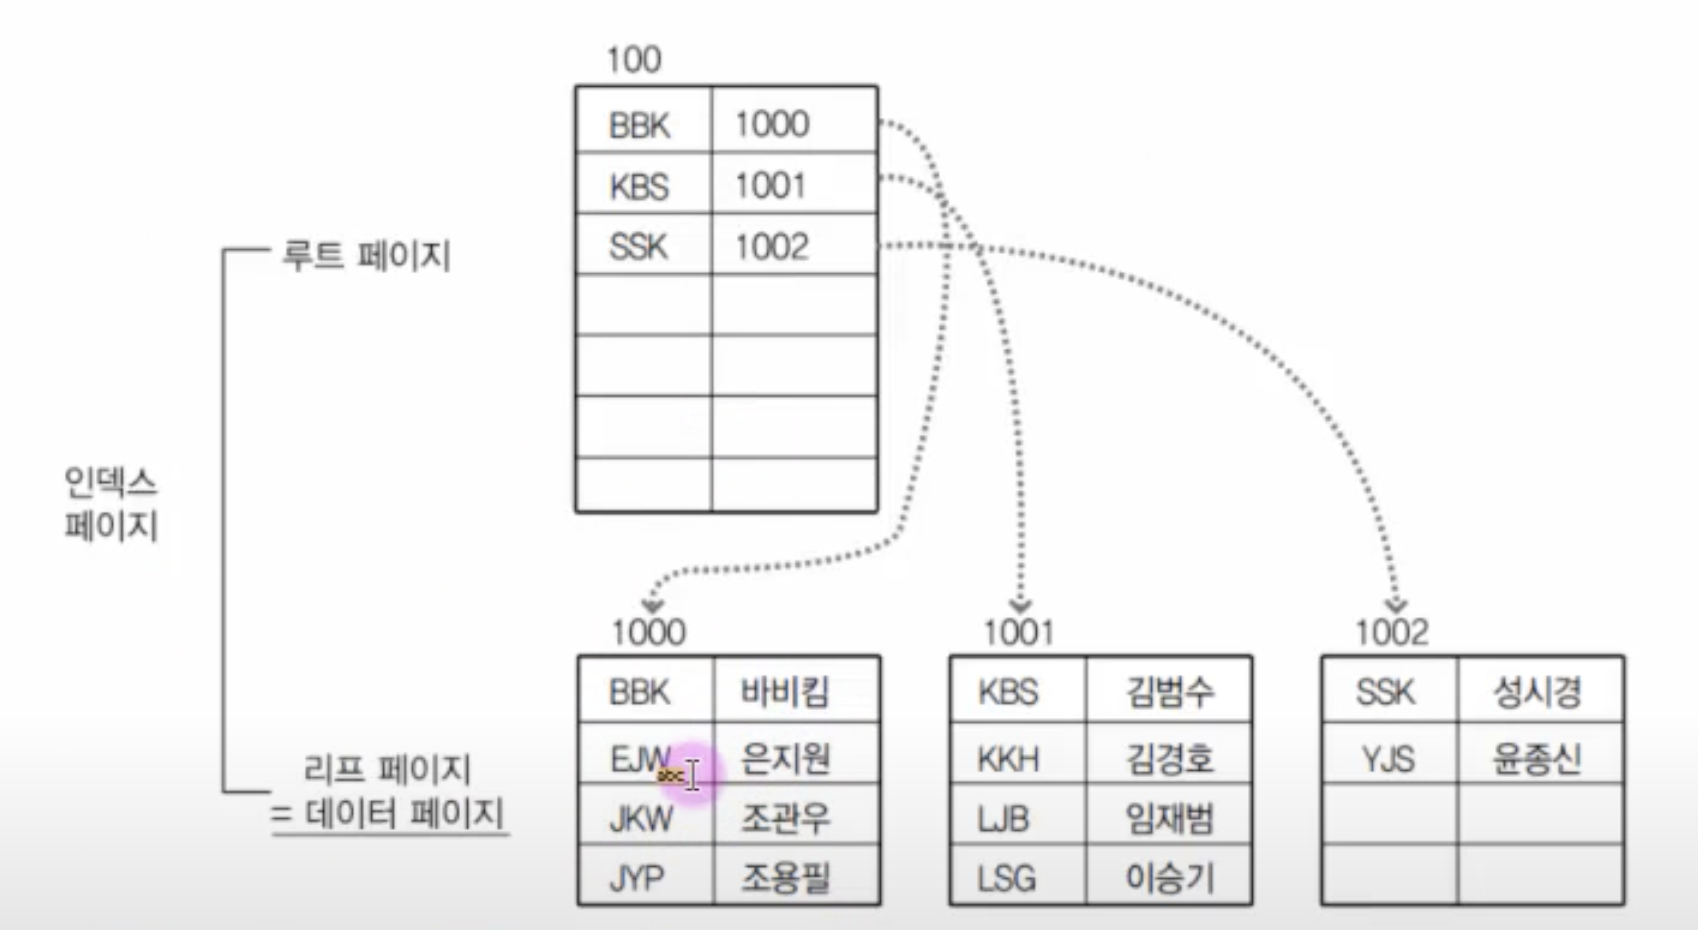 100
BBK 1000
KBS 1001
SSK 1002
루트 페이지
인덱스
페이지
리프 페이지
= 데이터 페이지
1000
BBK 바비킴
EJW 은지원
abc
JKW 조관우
JYP 조용필
1001
KBS 김범수
KKH 김경호
LJB 임재범
LSG 이승기
1002
SSK 성시경
YJS 윤종신